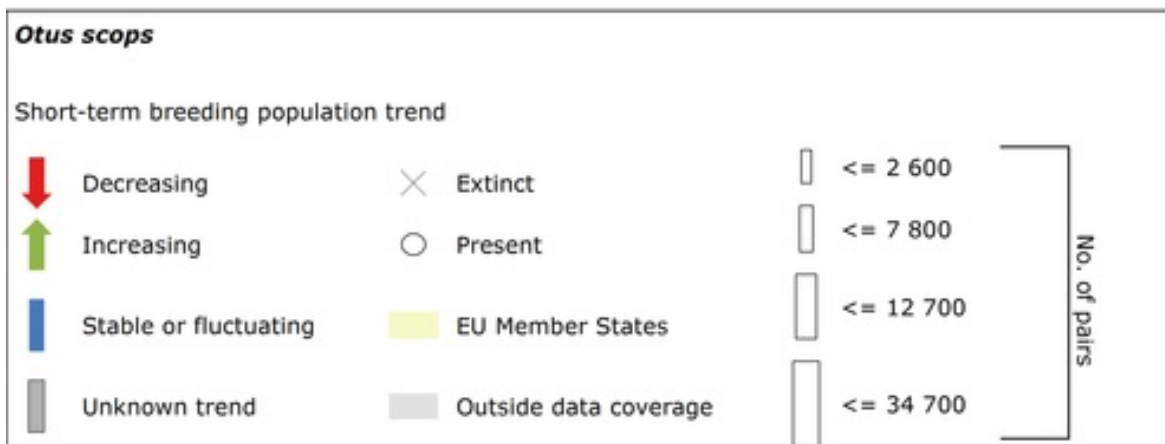 Otus scops
Short-term breeding population trend
Decreasing
Extinct
<= 2 600
Increasing
Present
<= 7 800
Stable or fluctuating
EU Member States
<= 12 700
Unknown trend
Outside data coverage
<= 34 700
No. of pairs